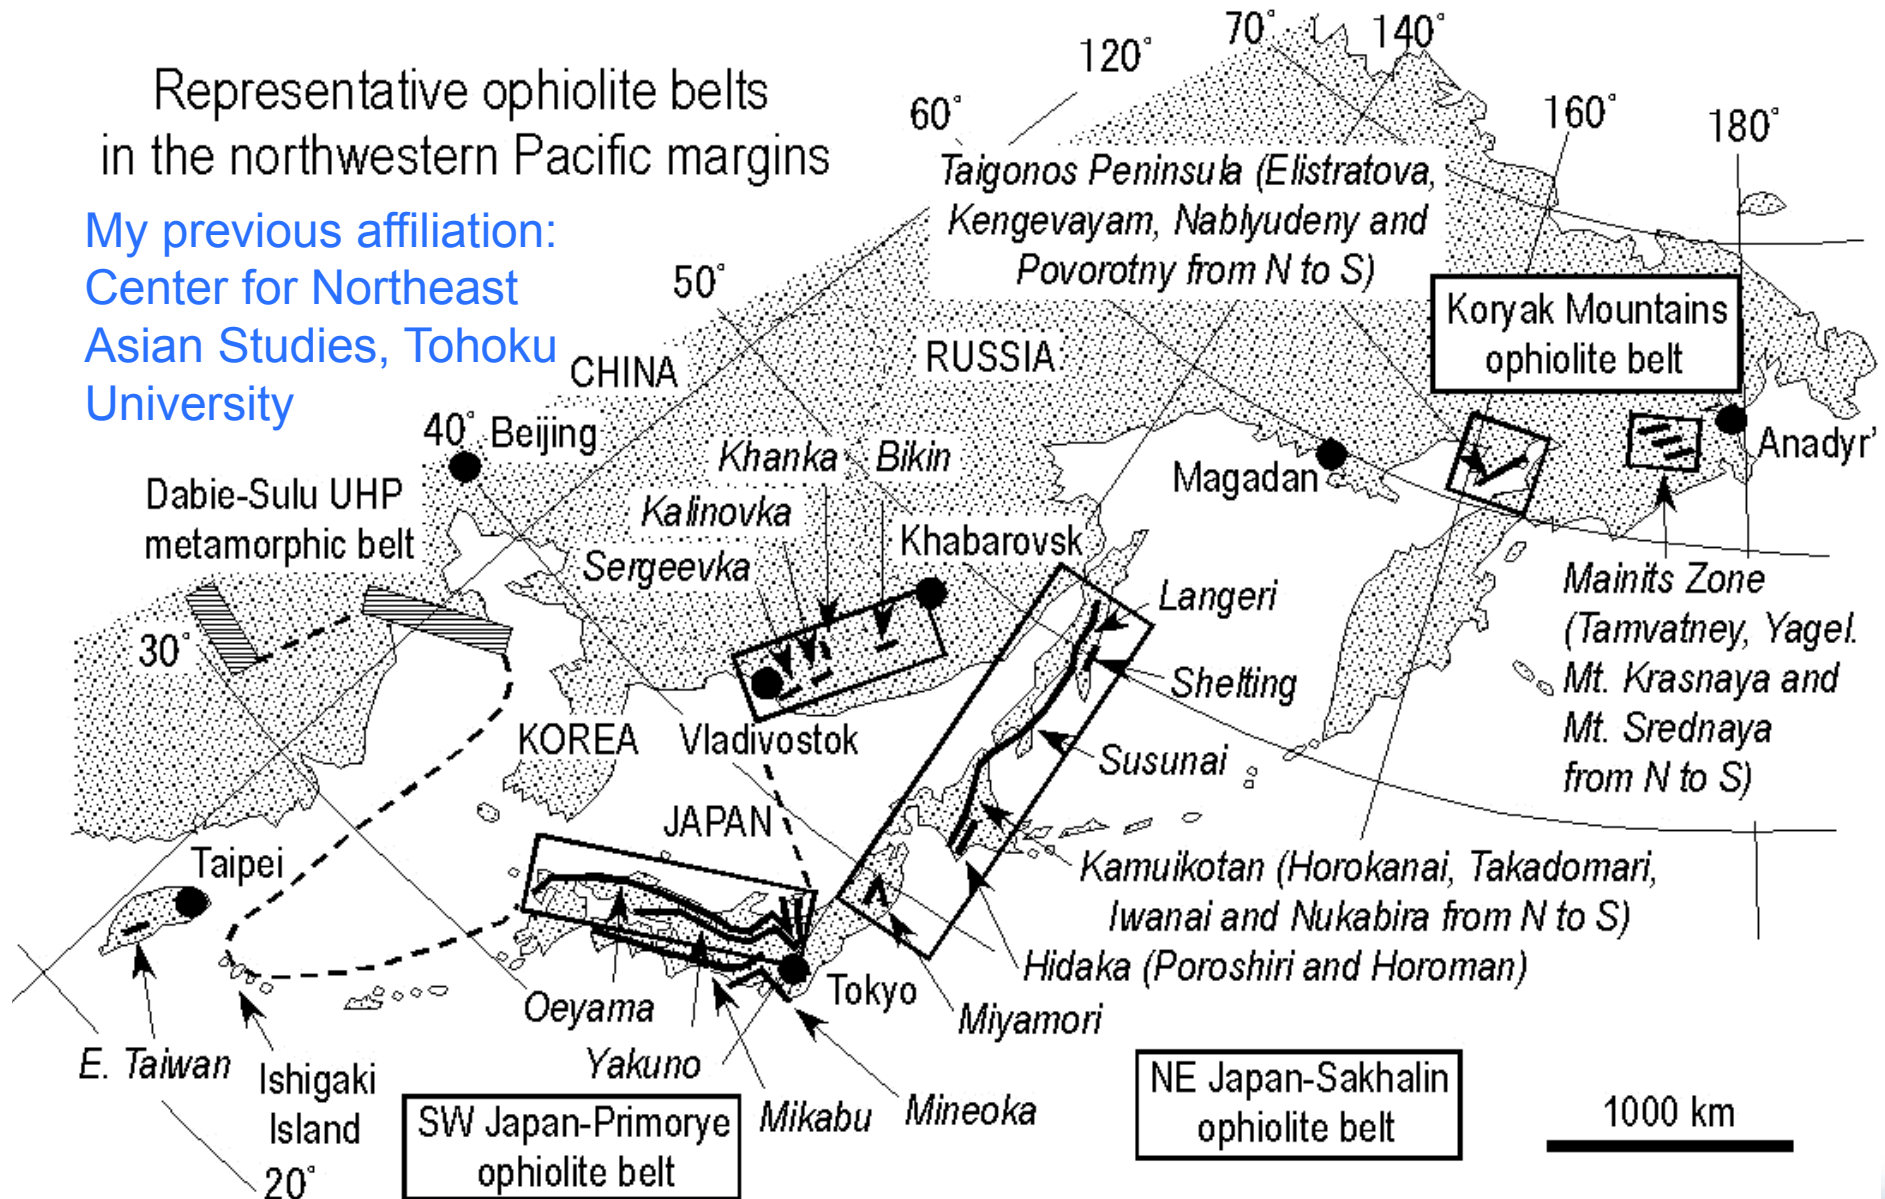 Representative ophiolite belts
in the northwestern Pacific margins
My previous affiliation:
Center for Northeast
Asian Studies, Tohoku
University
120°
70°
140°
60°
160°
180°
Taigonos Peninsula (Elistratova,
Kengevayam, Nablyudeny and
Povorotny from N to S)
50°
Koryak Mountains
ophiolite belt
RUSSIA
CHINA
40°
Beijing
Khanka
Bikin
Magadan
Anadyr'
Dabie-Sulu UHP
metamorphic belt
Kalinovka
Khabarovsk
Sergeevka
Langeri
Mainits Zone
(Tamvatney, Yagel.
Mt. Krasnaya and
Mt. Srednaya
from N to S)
30°
Shelting
KOREA
Vladivostok
Susunai
JAPAN
Taipei
Kamuikotan (Horokanai, Takadomari,
Iwanai and Nukabira from N to S)
Hidaka (Poroshiri and Horoman)
Tokyo
Oeyama
Miyamori
E. Taiwan
Ishigaki
Island
Yakuno
Mikabu
Mineoka
SW Japan-Primorye
ophiolite belt
NE Japan-Sakhalin
ophiolite belt
1000 km
20°